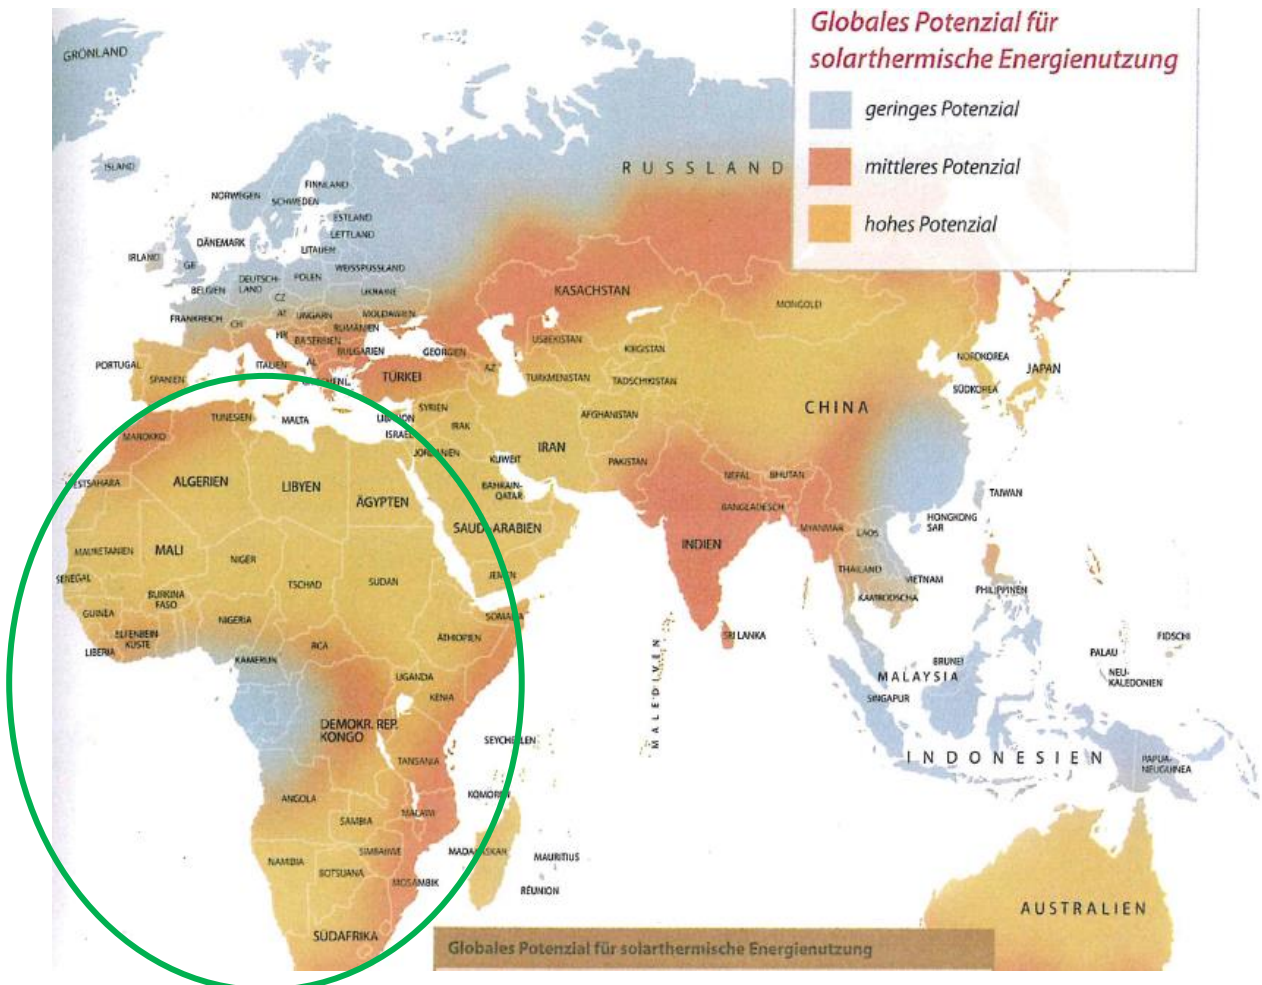 Globales Potenzial für
solarthermische Energienutzung
geringes Potenzial
mittleres Potenzial
hohes Potenzial
GRÖNLAND
ISLAND
RUSSLAND
FINNLAND
NORWEGEN
SCHWEDEN
ESTLAND
LETTLAND
DÄNEMARK
LITAUEN
IRLAND
GB
WEISSRUSSLAND
DEUTSCH-
LAND
POLEN
BELGIEN
UKRAINE
CZ
KASACHSTAN
MONGOLEI
FRANKREICH
CH
AT
UNGARN
MOLDAWIEN
RUMÄNIEN
HR
BA SERBIEN
BULGARIEN
GEORGIEN
USBEKISTAN
KIRGISTAN
NORDKOREA
JAPAN
PORTUGAL
SPANIEN
ITALIEN
AL
AZ
TÜRKEI
TURKMENISTAN
TADSCHIKISTAN
SÜDKOREA
CHINA
TUNESIEN
MALTA
LIBANON
SYRIEN
ISRAEL
IRAK
AFGHANISTAN
MAROKKO
JORDANIEN
KUWEIT
IRAN
PAKISTAN
NEPAL
BHUTAN
WESTSAHARA
ALGERIEN
LIBYEN
ÄGYPTEN
BAHRAIN-
QATAR
TAIWAN
BANGLADESCH
SAUDI-ARABIEN
HONGKONG
SAR
MYANMAR
LAOS
INDIEN
MAURETANIEN
MALI
NIGER
TSCHAD
SUDAN
JEMEN
THAILAND
VIETNAM
SENEGAL
BURKINA
FASO
KAMBODSCHA
PHILIPPINEN
GUINEA
NIGERIA
SOMALIA
ELFENBEIN-
KÜSTE
LIBERIA
RCA
ÄTHIOPIEN
SRI LANKA
FIDSCHI
KAMERUN
UGANDA
KENIA
MALEDIVEN
BRUNEI
MALAYSIA
SINGAPUR
PALAU
NEU-
KALEDONIEN
DEMOKR. REP.
KONGO
SEYCHELLEN
TANSANIA
INDONESIEN
PAPUA-
NEUGUINEA
ANGOLA
KOMOREN
SAMBIA
MALAWI
SIMBABWE
MADAGASKAR
MAURITIUS
NAMIBIA
BOTSUANA
MOSAMBIK
RÉUNION
AUSTRALIEN
SÜDAFRIKA
Globales Potenzial für solarthermische Energienutzung